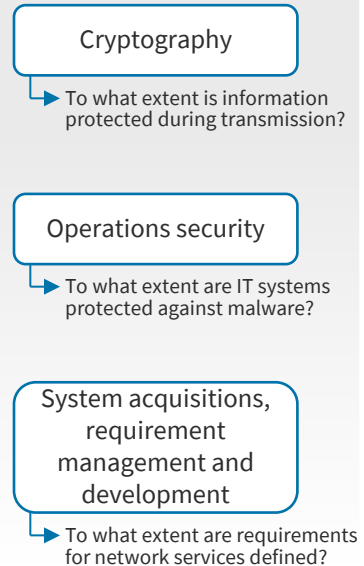 Cryptography
To what extent is information
protected during transmission?
Operations security
To what extent are IT systems
protected against malware?
System acquisitions,
requirement
management and
development
To what extent are requirements
for network services defined?